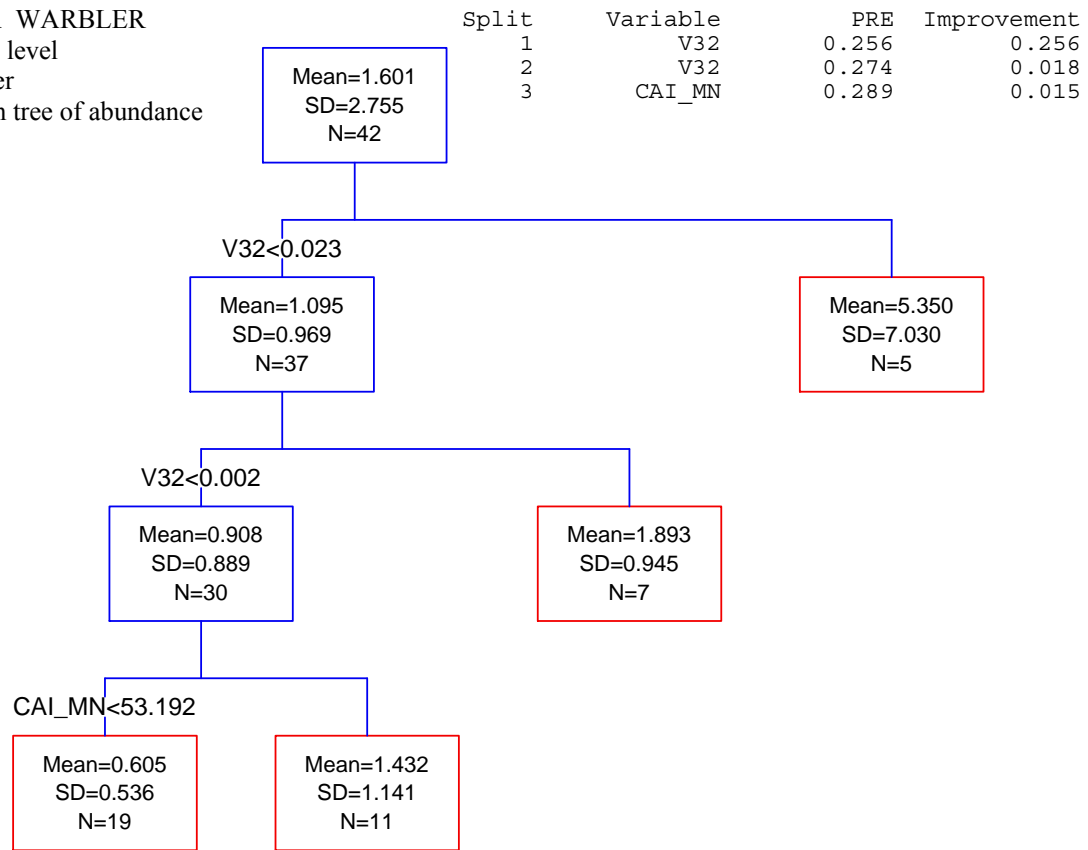 WARBLER
level
tree of abundance
Split Variable PRE Improvement
1 V32 0.256 0.256
2 V32 0.274 0.018
3 CAI_MN 0.289 0.015
Mean=1.601
SD=2.755
N=42
V32<0.023
Mean=1.095
SD=0.969
N=37
Mean=5.350
SD=7.030
N=5
V32<0.002
Mean=0.908
SD=0.889
N=30
Mean=1.893
SD=0.945
N=7
CAI_MN<53.192
Mean=0.605
SD=0.536
N=19
Mean=1.432
SD=1.141
N=11